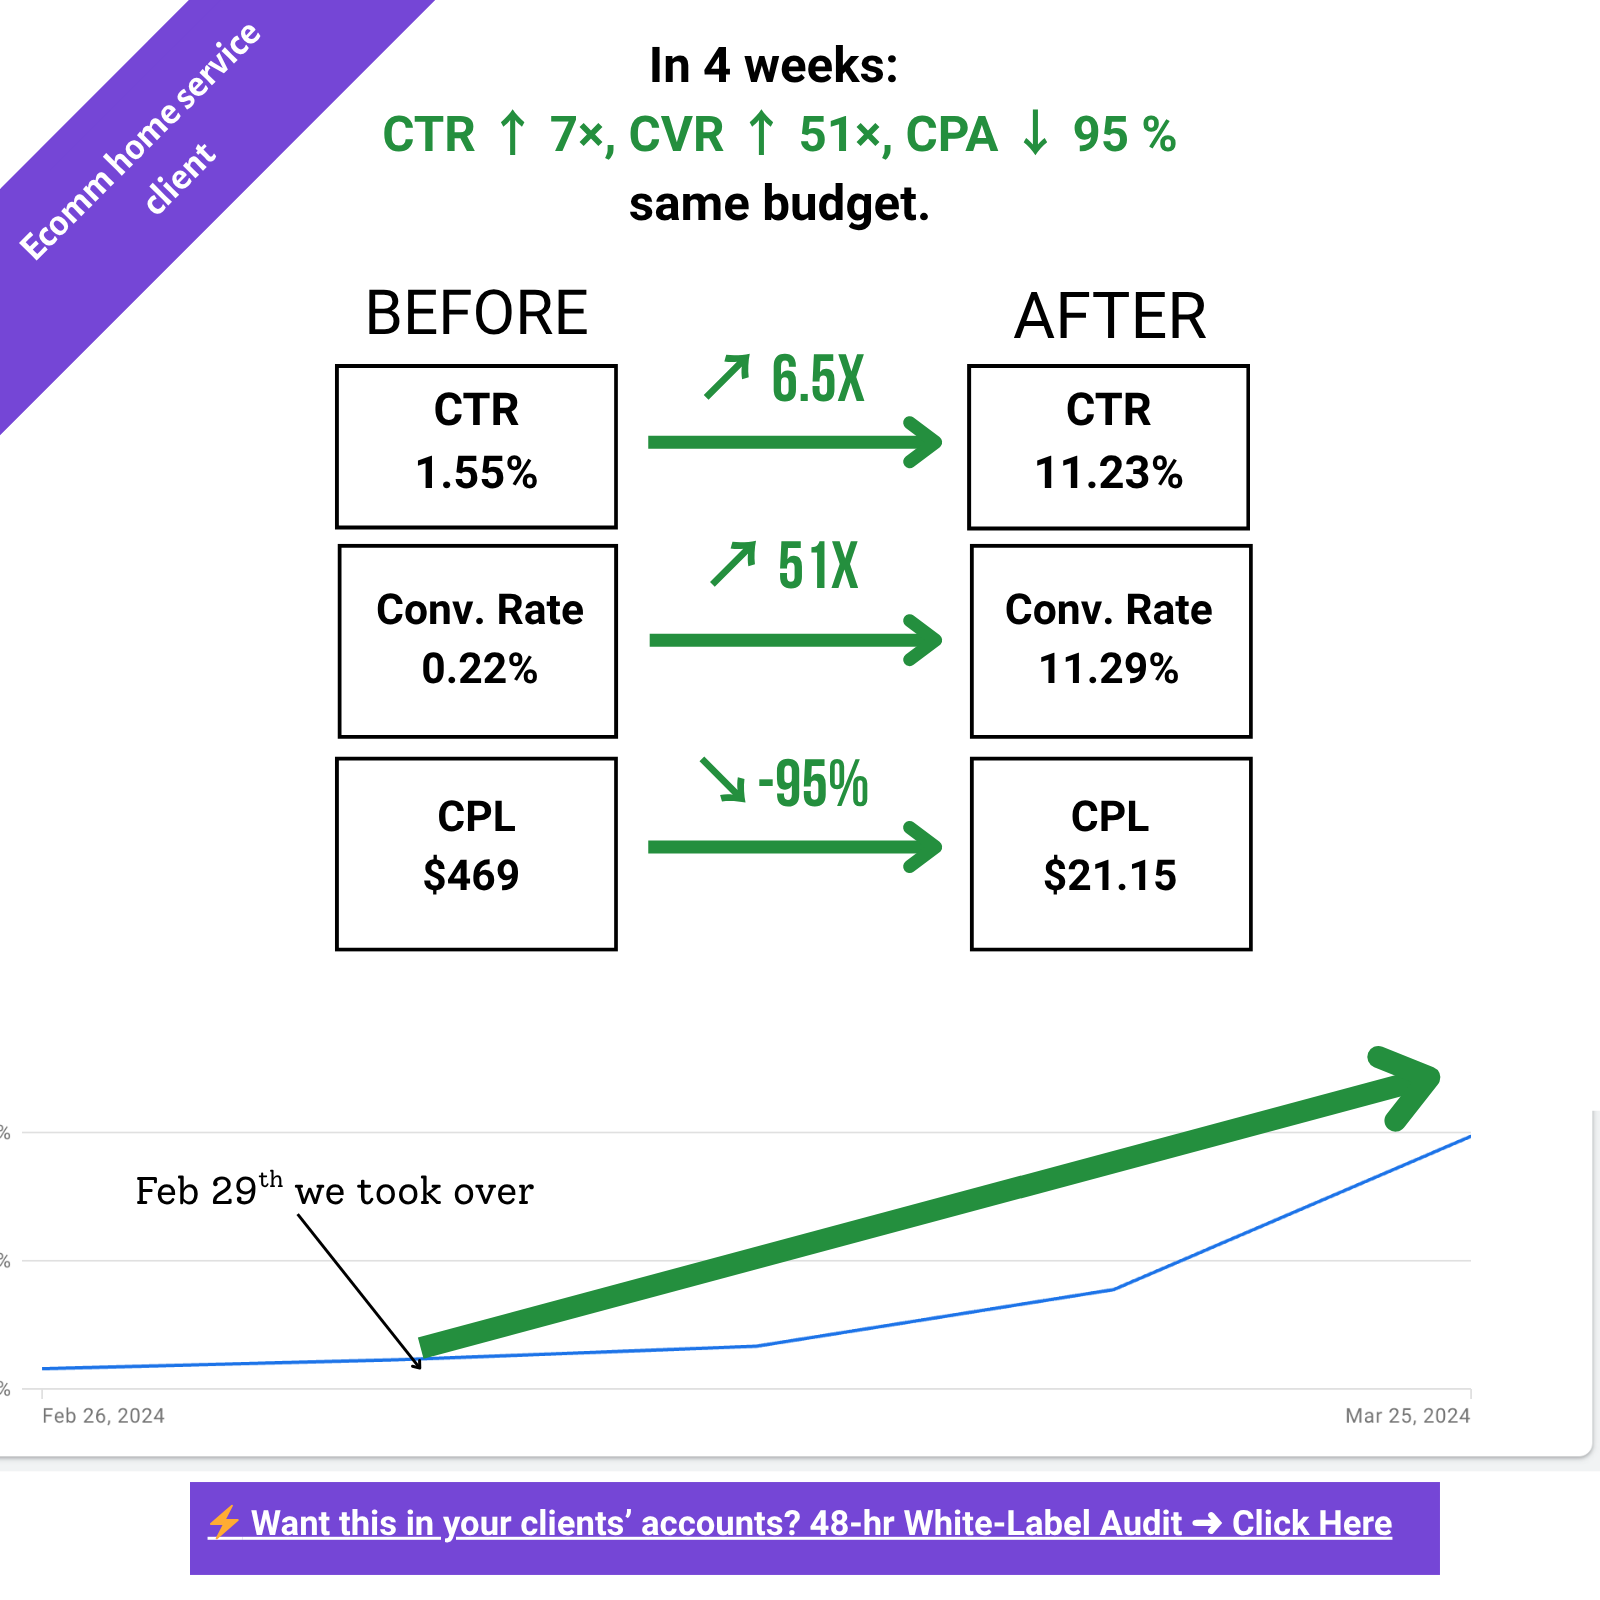 Ecomm home service
client
In 4 weeks:
CTR ↑ 7×, CVR ↑ 51×, CPA ↓ 95 %
same budget.
BEFORE
AFTER
CTR
1.55%
↗ 6.5X
CTR
11.23%
Conv. Rate
0.22%
↗ 51X
Conv. Rate
11.29%
CPL
$469
↘ -95%
CPL
$21.15
%
Feb 29th we took over
%
%
Feb 26, 2024
Mar 25, 2024
⚡ Want this in your clients’ accounts? 48-hr White-Label Audit ➜ Click Here